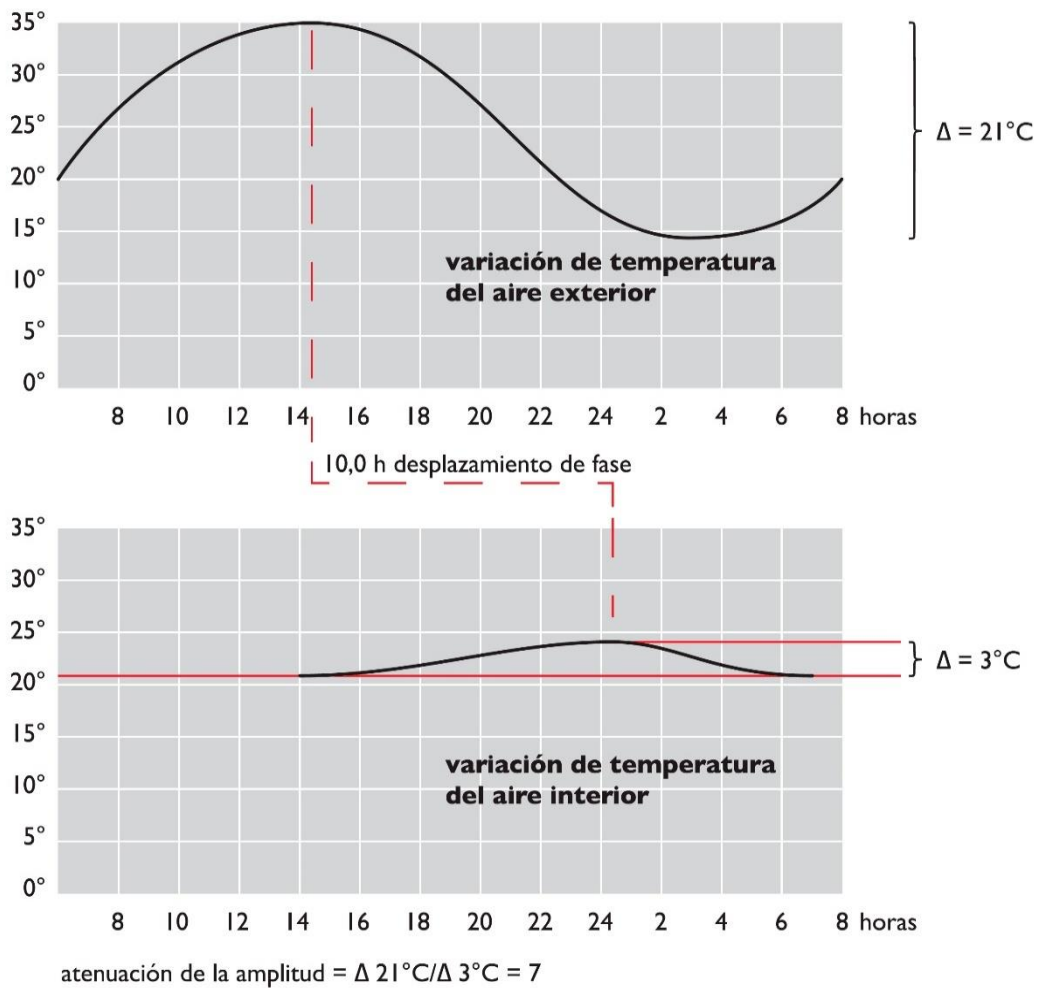 35°
30°
25°
20°
15°
10°
5°
0°
Δ = 21°C
variación de temperatura
del aire exterior
8 10 12 14 16 18 20 22 24 2 4 6 8 horas
10,0 h desplazamiento de fase
35°
30°
25°
20°
15°
10°
5°
0°
Δ = 3°C
variación de temperatura
del aire interior
8 10 12 14 16 18 20 22 24 2 4 6 8 horas
atenuación de la amplitud = Δ 21°C/Δ 3°C = 7